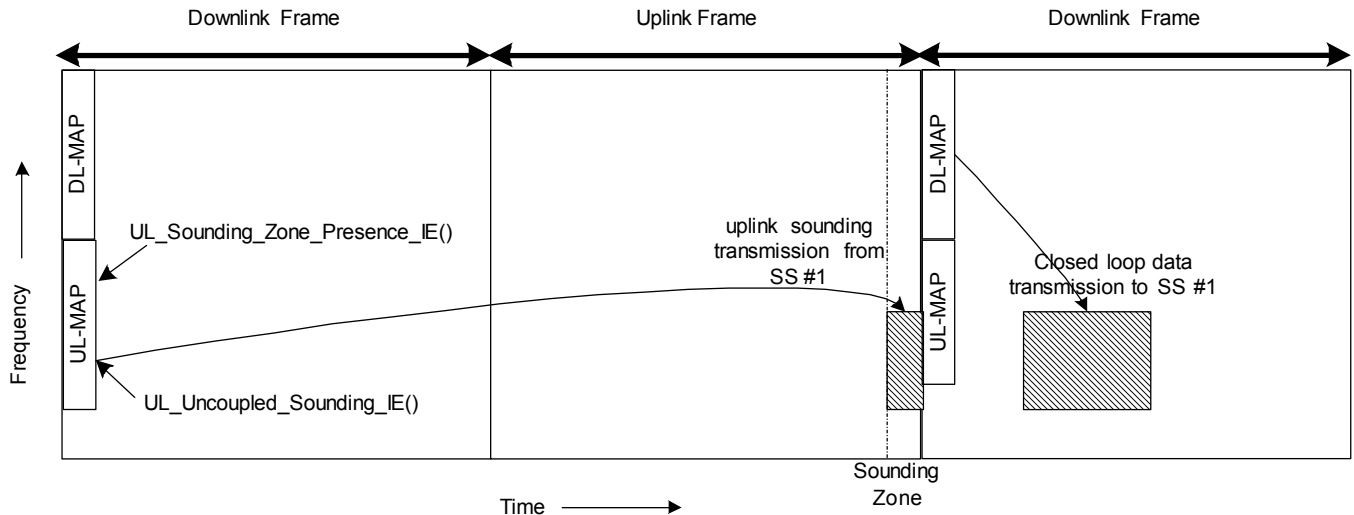 Downlink Frame
Uplink Frame
Downlink Frame
DL-MAP
UL-MAP
UL_Sounding_Zone_Presence_IE()
UL_Uncoupled_Sounding_IE()
uplink sounding
transmission from
SS #1
DL-MAP
UL-MAP
Closed loop data
transmission to SS #1
Frequency
Sounding
Zone
Time